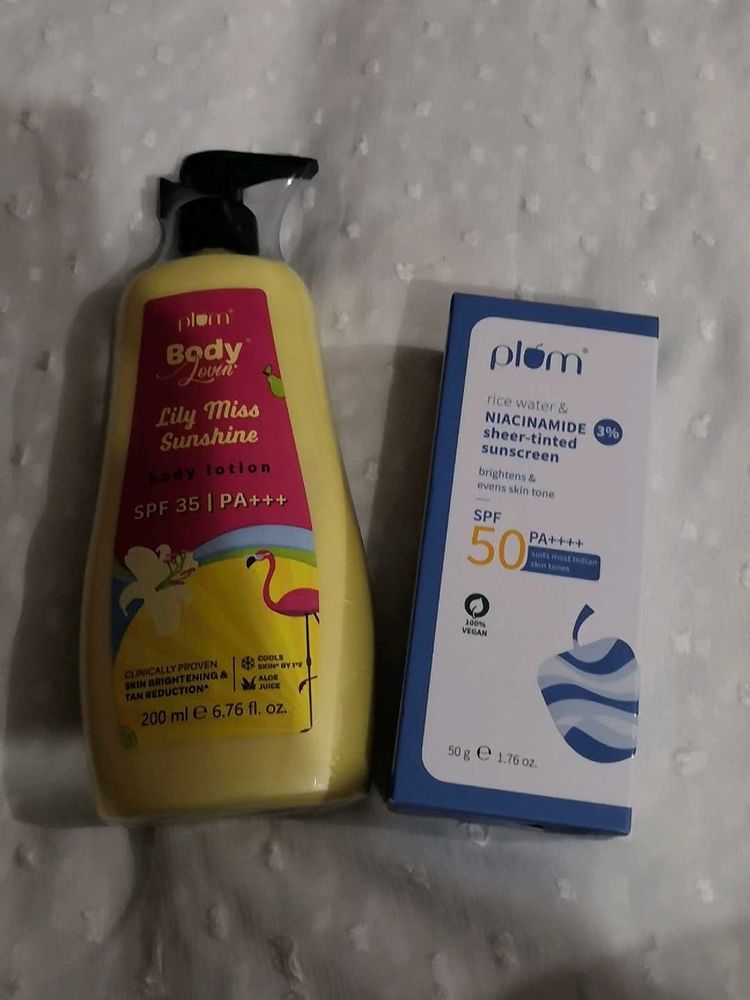 plum®
Body
Lovin'
Lily Miss
Sunshine
body lotion
SPF 35 | PA+++
CLINICALLY PROVEN
SKIN BRIGHTENING &
TAN REDUCTION^
COOLS
SKIN* BY 1°F
ALOE
JUICE
200 ml ℮ 6.76 fl. oz.
plum®
rice water &
NIACINAMIDE 3%
sheer-tinted
sunscreen
brightens &
evens skin tone
SPF
50 PA++++
suits most Indian
skin tones
100%
VEGAN
50 g ℮ 1.76 oz.